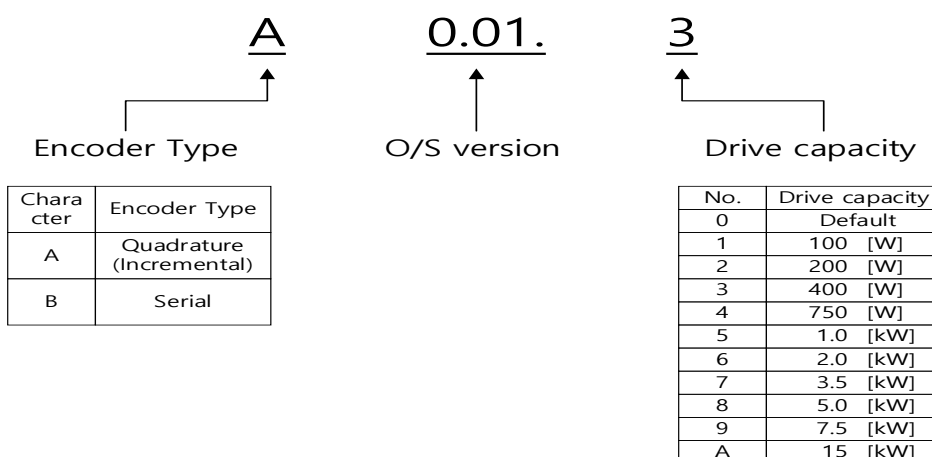 A 0.01. 3
Encoder Type O/S version Drive capacity
Chara
cter Encoder Type
A Quadrature
(Incremental)
B Serial
No. Drive capacity
0 Default
1 100 [W]
2 200 [W]
3 400 [W]
4 750 [W]
5 1.0 [kW]
6 2.0 [kW]
7 3.5 [kW]
8 5.0 [kW]
9 7.5 [kW]
A 15 [kW]